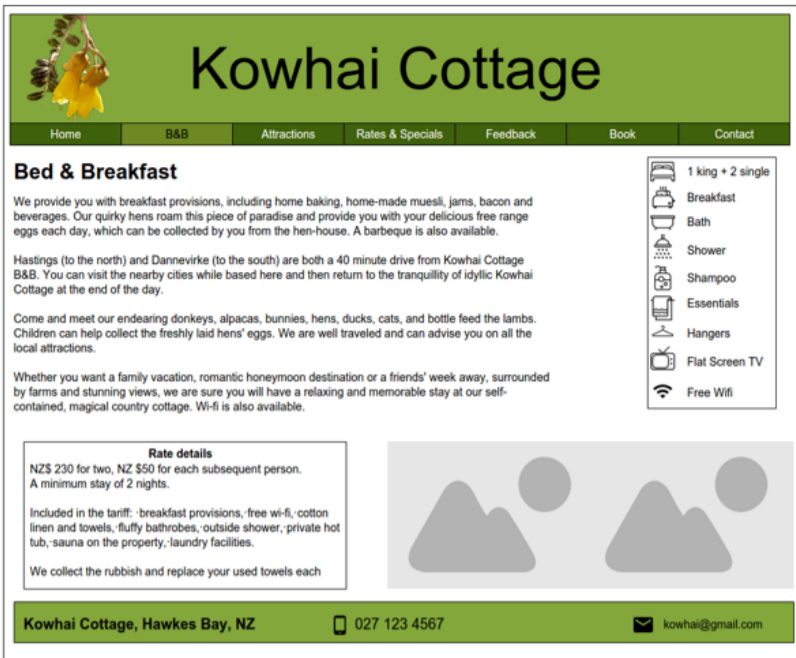 Kowhai Cottage
Home B&B Attractions Rates & Specials Feedback Book Contact
Bed & Breakfast
We provide you with breakfast provisions, including home baking, home-made muesli, jams, bacon and
beverages. Our quirky hens roam this piece of paradise and provide you with your delicious free range
eggs each day, which can be collected by you from the hen-house. A barbeque is also available.
Hastings (to the north) and Dannevirke (to the south) are both a 40 minute drive from Kowhai Cottage
B&B. You can visit the nearby cities while based here and then return to the tranquillity of idyllic Kowhai
Cottage at the end of the day.
Come and meet our endearing donkeys, alpacas, bunnies, hens, ducks, cats, and bottle feed the lambs.
Children can help collect the freshly laid hens' eggs. We are well traveled and can advise you on all the
local attractions.
Whether you want a family vacation, romantic honeymoon destination or a friends' week away, surrounded
by farms and stunning views, we are sure you will have a relaxing and memorable stay at our self-
contained, magical country cottage. Wi-fi is also available.
1 king + 2 single
Breakfast
Bath
Shower
Shampoo
Essentials
Hangers
Flat Screen TV
Free Wifi
Rate details
NZ$ 230 for two, NZ $50 for each subsequent person.
A minimum stay of 2 nights.
Included in the tariff: ·breakfast provisions,·free wi-fi,·cotton
linen and towels,·fluffy bathrobes,·outside shower,·private hot
tub,·sauna on the property,·laundry facilities.
We collect the rubbish and replace your used towels each
Kowhai Cottage, Hawkes Bay, NZ 027 123 4567 kowhai@gmail.com